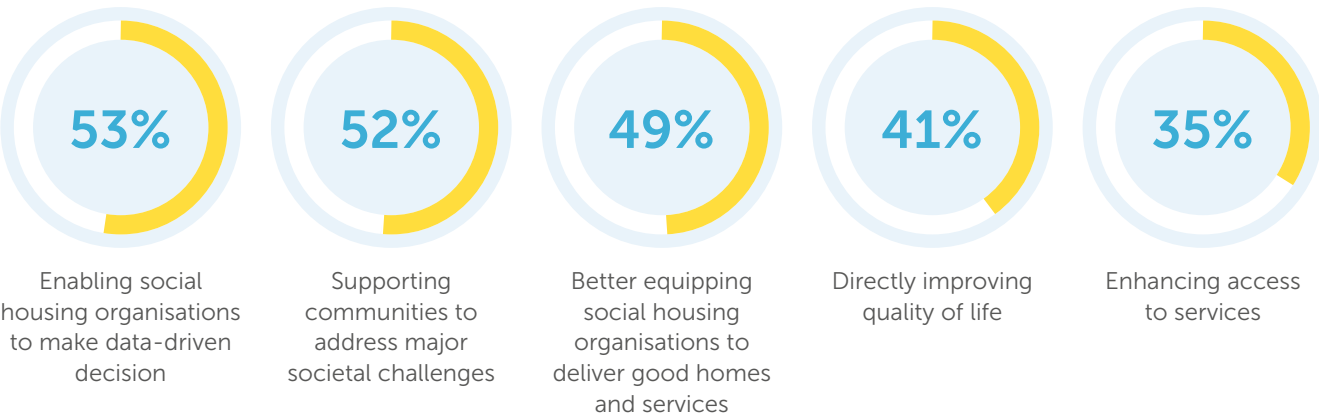 53%
Enabling social
housing organisations
to make data-driven
decision
52%
Supporting
communities to
address major
societal challenges
49%
Better equipping
social housing
organisations to
deliver good homes
and services
41%
Directly improving
quality of life
35%
Enhancing access
to services